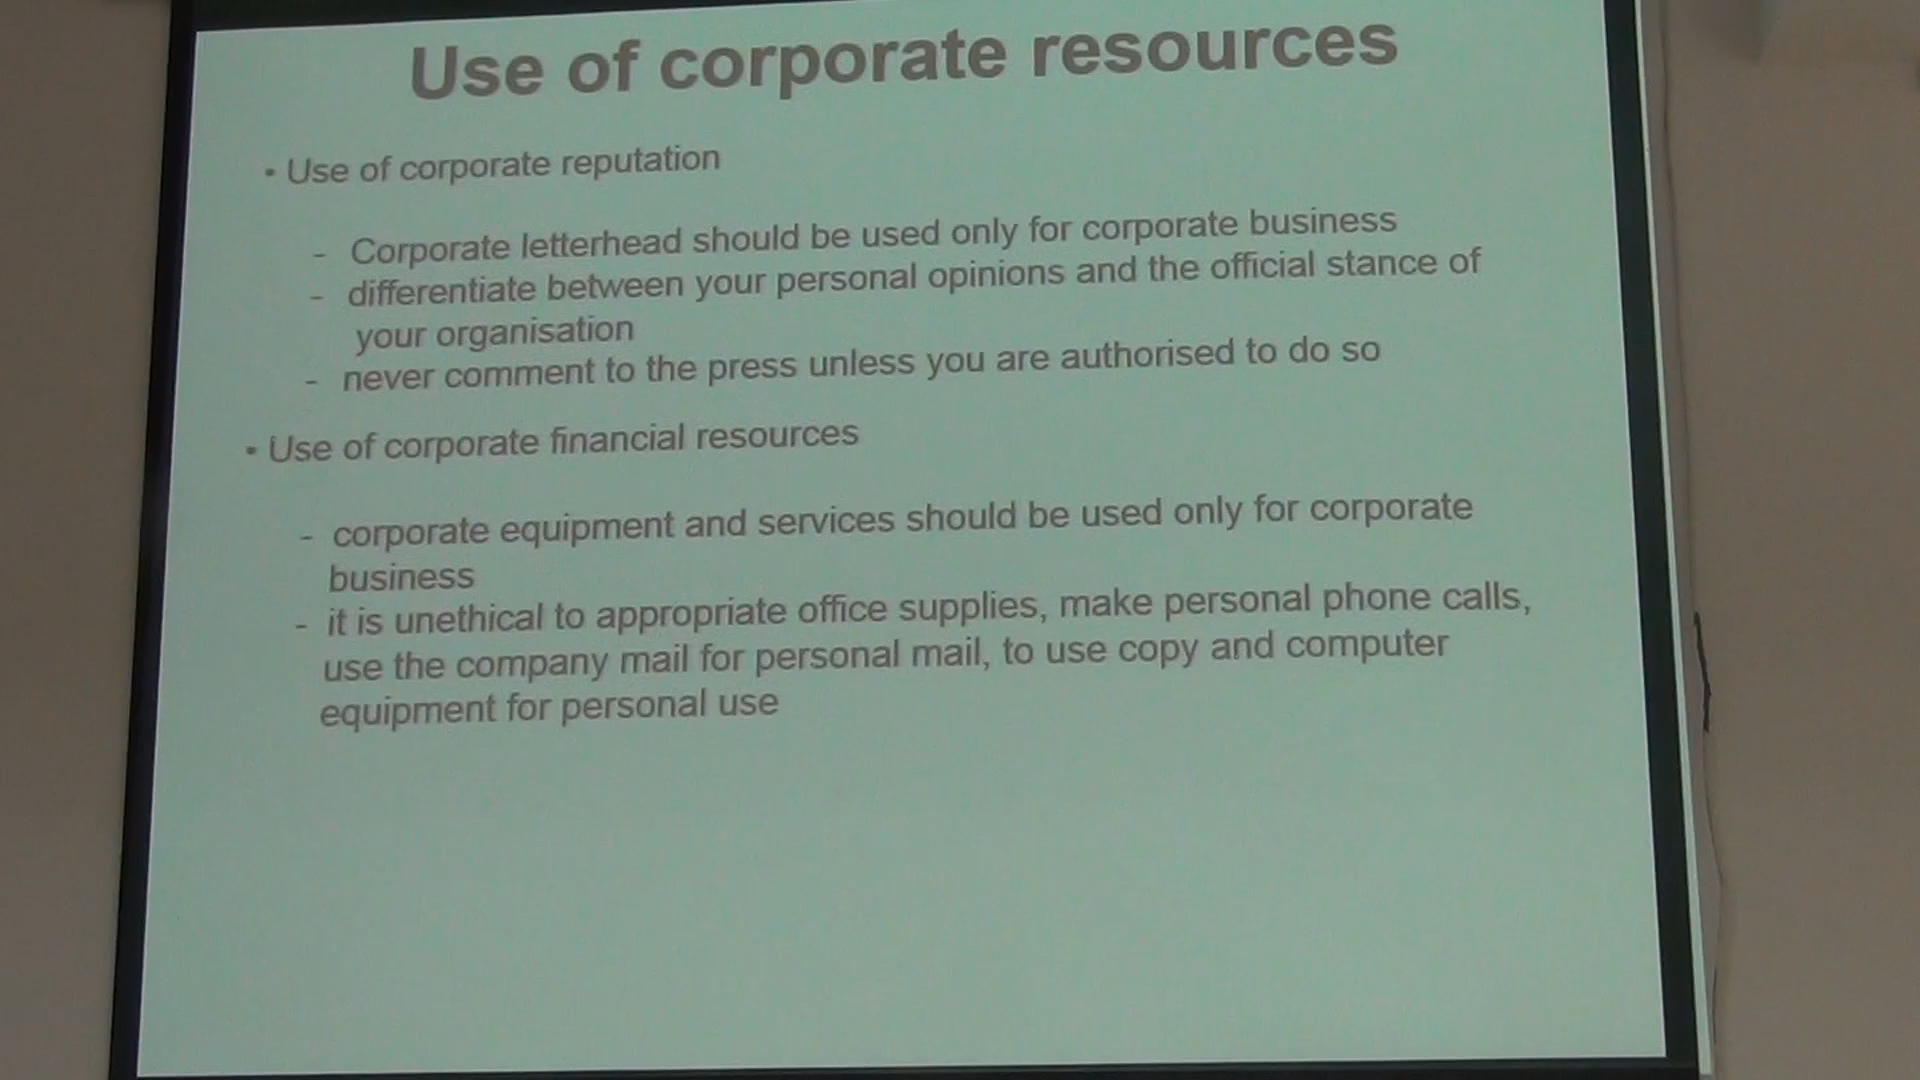 Use of corporate resources
• Use of corporate reputation
- Corporate letterhead should be used only for corporate business
- differentiate between your personal opinions and the official stance of
your organisation
- never comment to the press unless you are authorised to do so
• Use of corporate financial resources
- corporate equipment and services should be used only for corporate
business
- it is unethical to appropriate office supplies, make personal phone calls,
use the company mail for personal mail, to use copy and computer
equipment for personal use